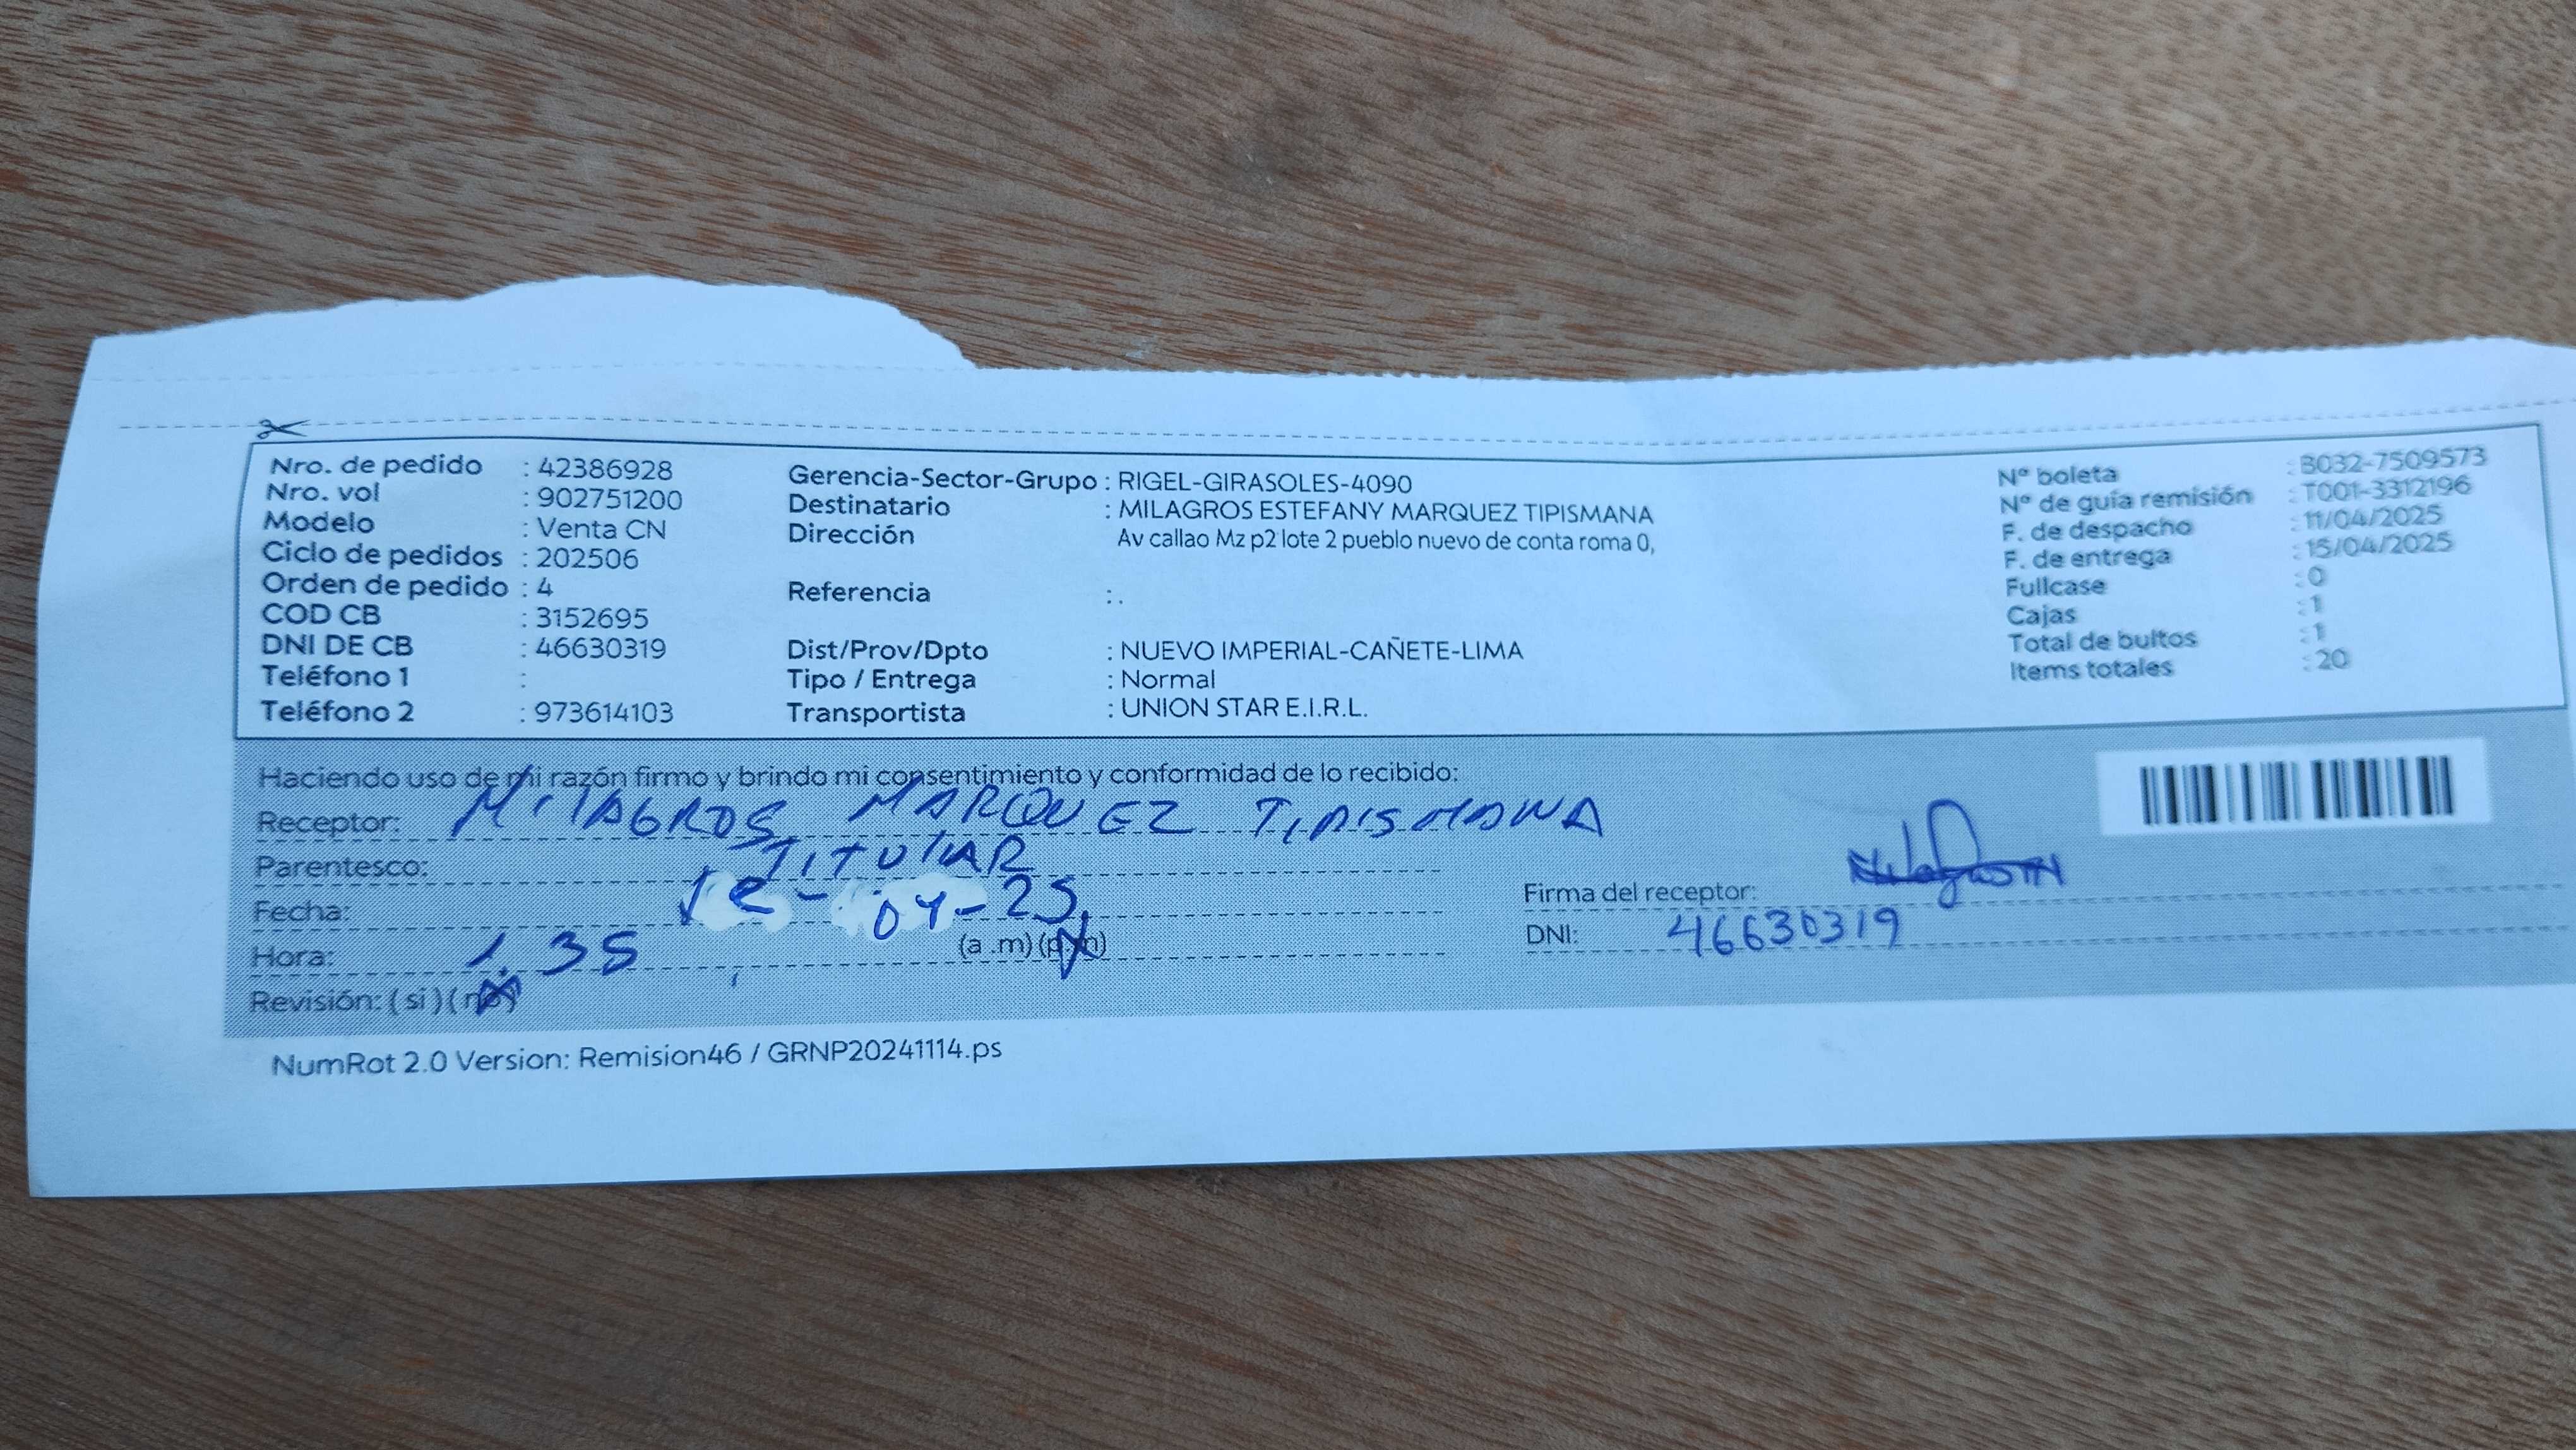 Nro. de pedido : 42386928
Nro. vol : 902751200
Modelo : Venta CN
Ciclo de pedidos : 202506
Orden de pedido : 4
COD CB : 3152695
DNI DE CB : 46630319
Teléfono 1 :
Teléfono 2 : 973614103
Gerencia-Sector-Grupo : RIGEL-GIRASOLES-4090
Destinatario : MILAGROS ESTEFANY MARQUEZ TIPISMANA
Dirección Av callao Mz p2 lote 2 pueblo nuevo de conta roma 0,
Referencia : .
Dist/Prov/Dpto : NUEVO IMPERIAL-CAÑETE-LIMA
Tipo / Entrega : Normal
Transportista : UNION STAR E.I.R.L.
Nº boleta : B032-7509573
Nº de guía remisión : T001-3312196
F. de despacho : 11/04/2025
F. de entrega : 15/04/2025
Fullcase : 0
Cajas : 1
Total de bultos : 1
Items totales : 20
Haciendo uso de mi razón firmo y brindo mi consentimiento y conformidad de lo recibido:
Receptor: MILAGROS MARQUEZ TIPISMANA
Parentesco: TITULAR
Fecha: -04-25
Hora: 1.35 (a.m) (p.m)
Revisión: ( si ) ( no )
Firma del receptor:
DNI: 46630319
NumRot 2.0 Version: Remision46 / GRNP20241114.ps